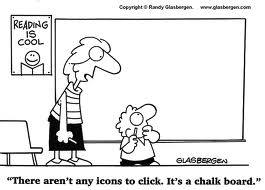 Copyright © Randy Glasbergen. www.glasbergen.com
READING
IS
COOL
GLASBERGEN
“There aren’t any icons to click. It’s a chalk board.”